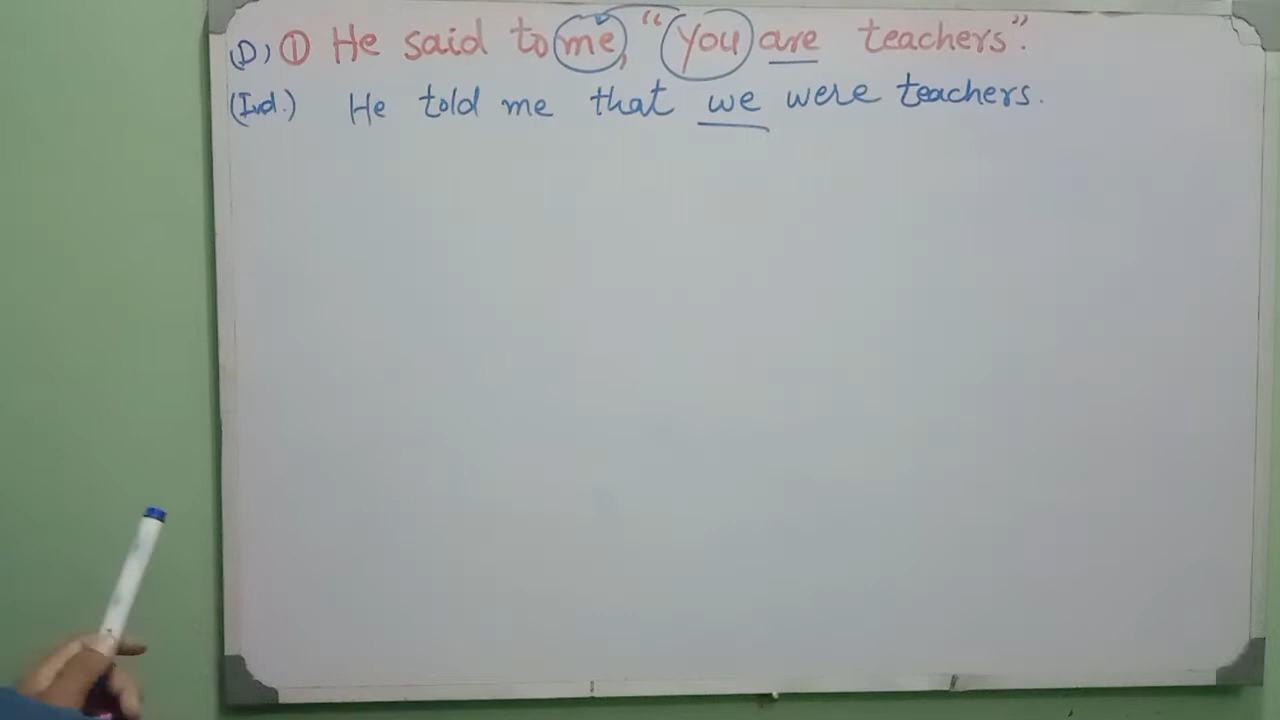 (D) ① He said to me, "you are teachers".
(Ind.) He told me that we were teachers.